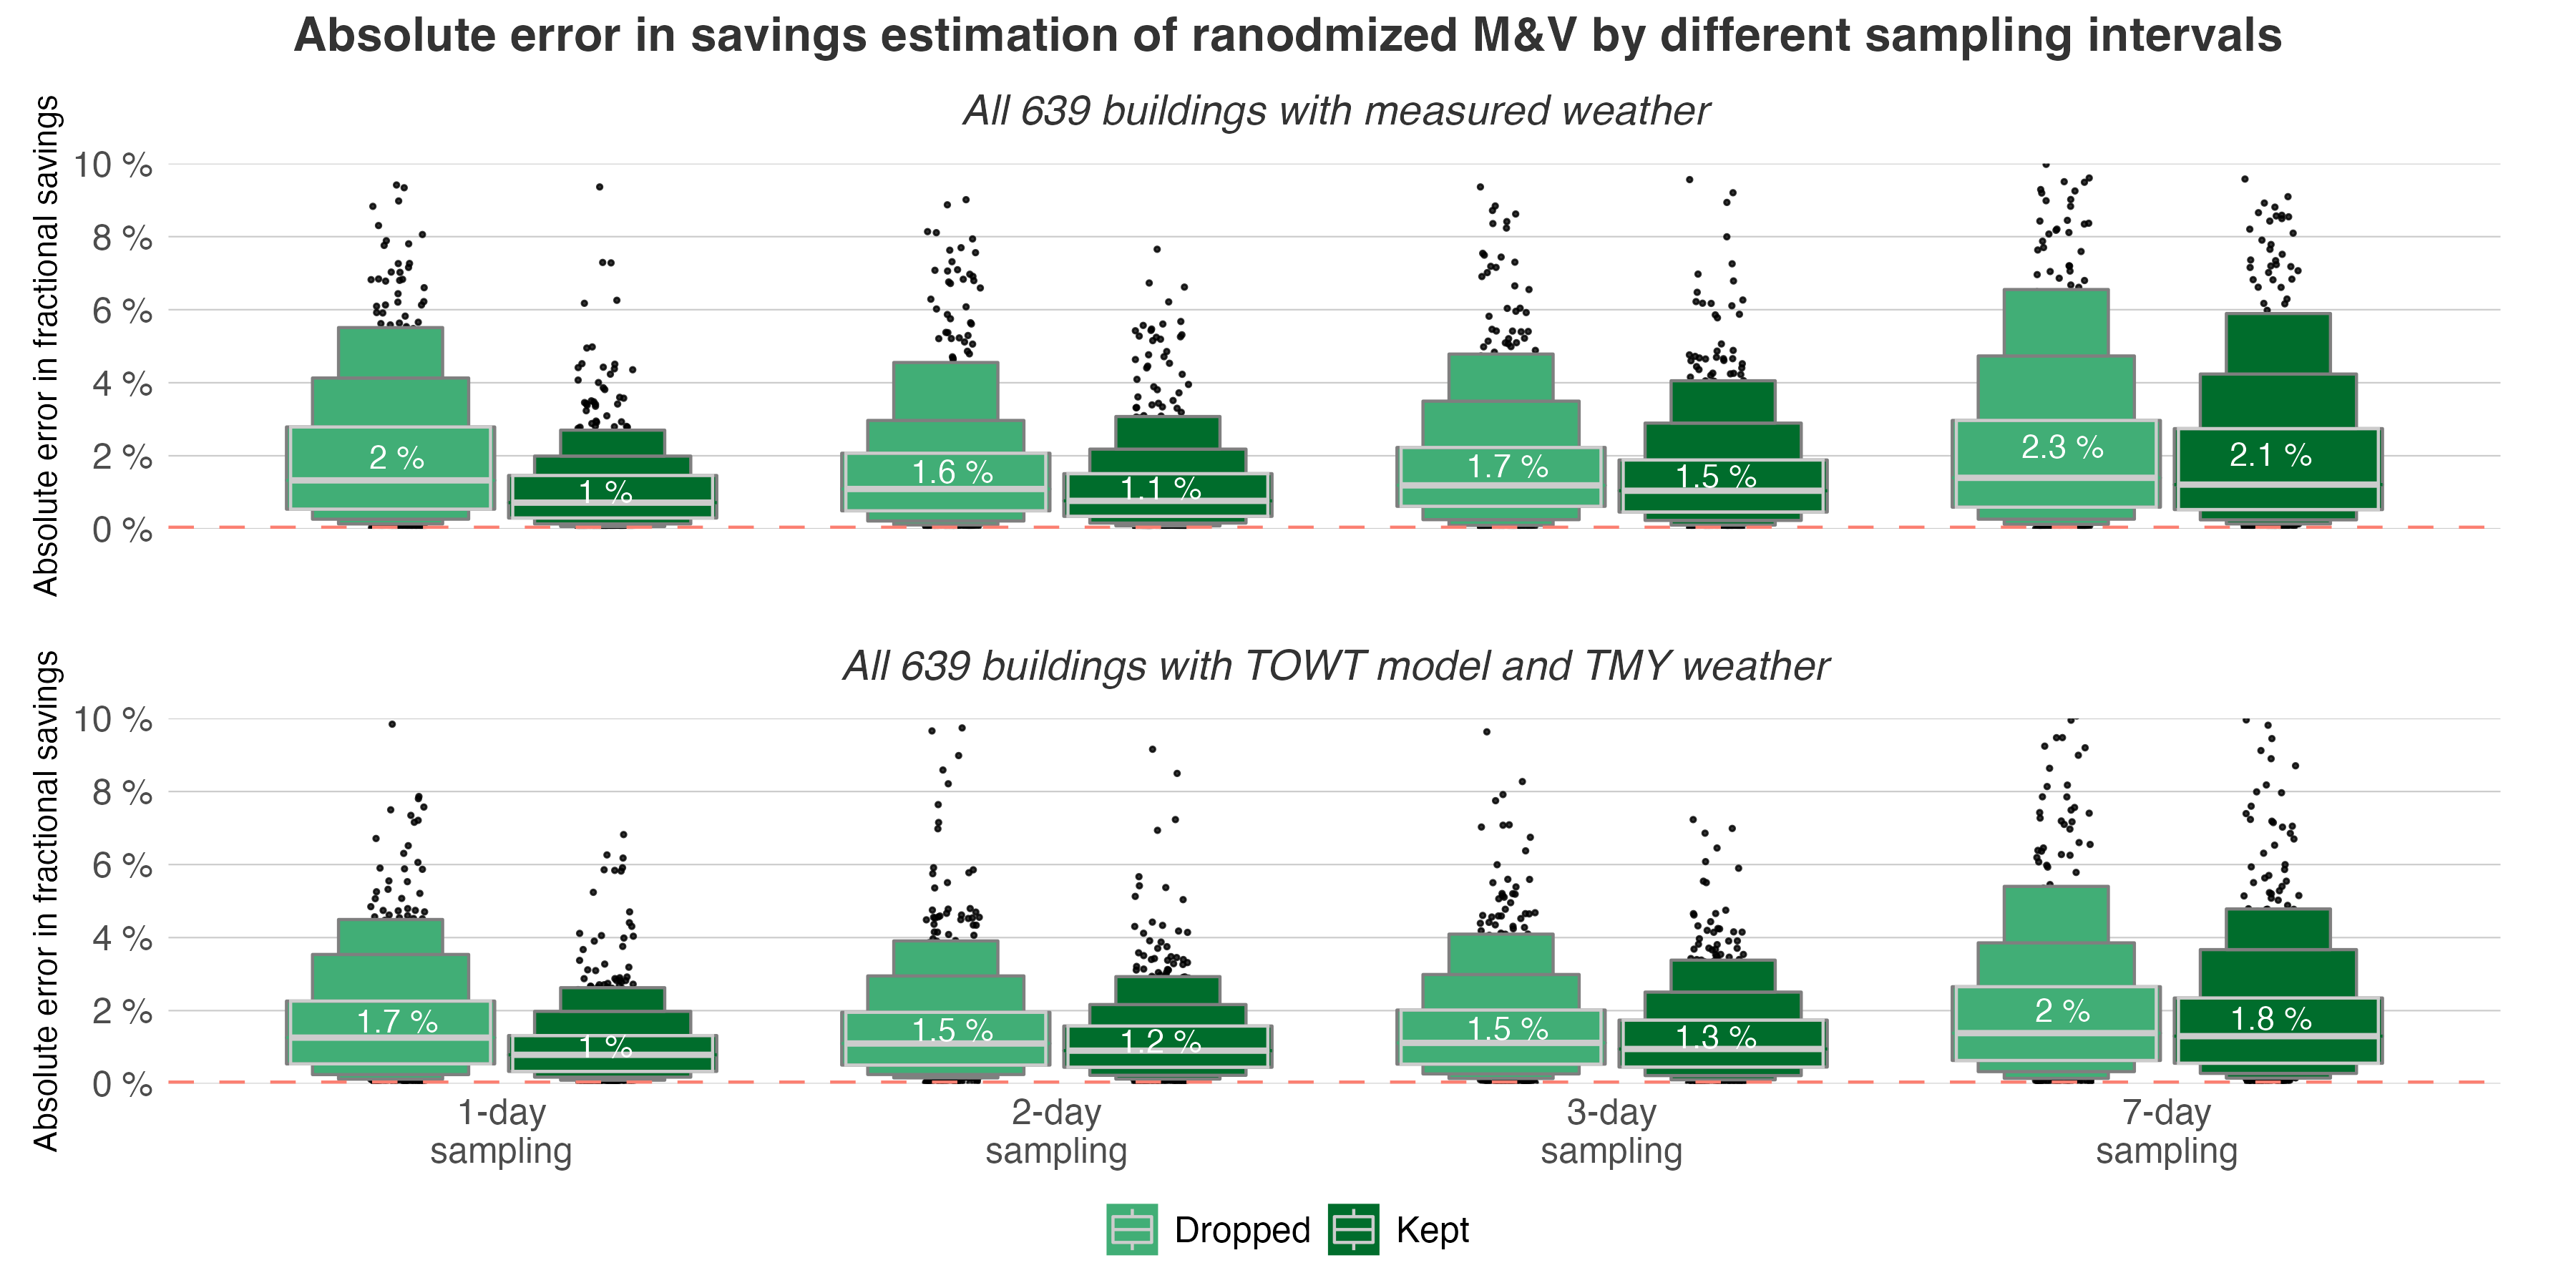 Absolute error in savings estimation of ranodmized M&V by different sampling intervals
All 639 buildings with measured weather
Absolute error in fractional savings
10 %
8 %
6 %
4 %
2 %
0 %
2 %
1 %
1.6 %
1.1 %
1.7 %
1.5 %
2.3 %
2.1 %
All 639 buildings with TOWT model and TMY weather
Absolute error in fractional savings
10 %
8 %
6 %
4 %
2 %
0 %
1.7 %
1 %
1.5 %
1.2 %
1.5 %
1.3 %
2 %
1.8 %
1-day
sampling
2-day
sampling
3-day
sampling
7-day
sampling
Dropped
Kept